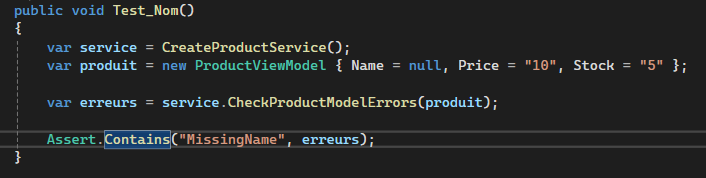 public void Test_Nom()
{
var service = CreateProductService();
var produit = new ProductViewModel { Name = null, Price = "10", Stock = "5" };
var erreurs = service.CheckProductModelErrors(produit);
Assert.Contains("MissingName", erreurs);
}